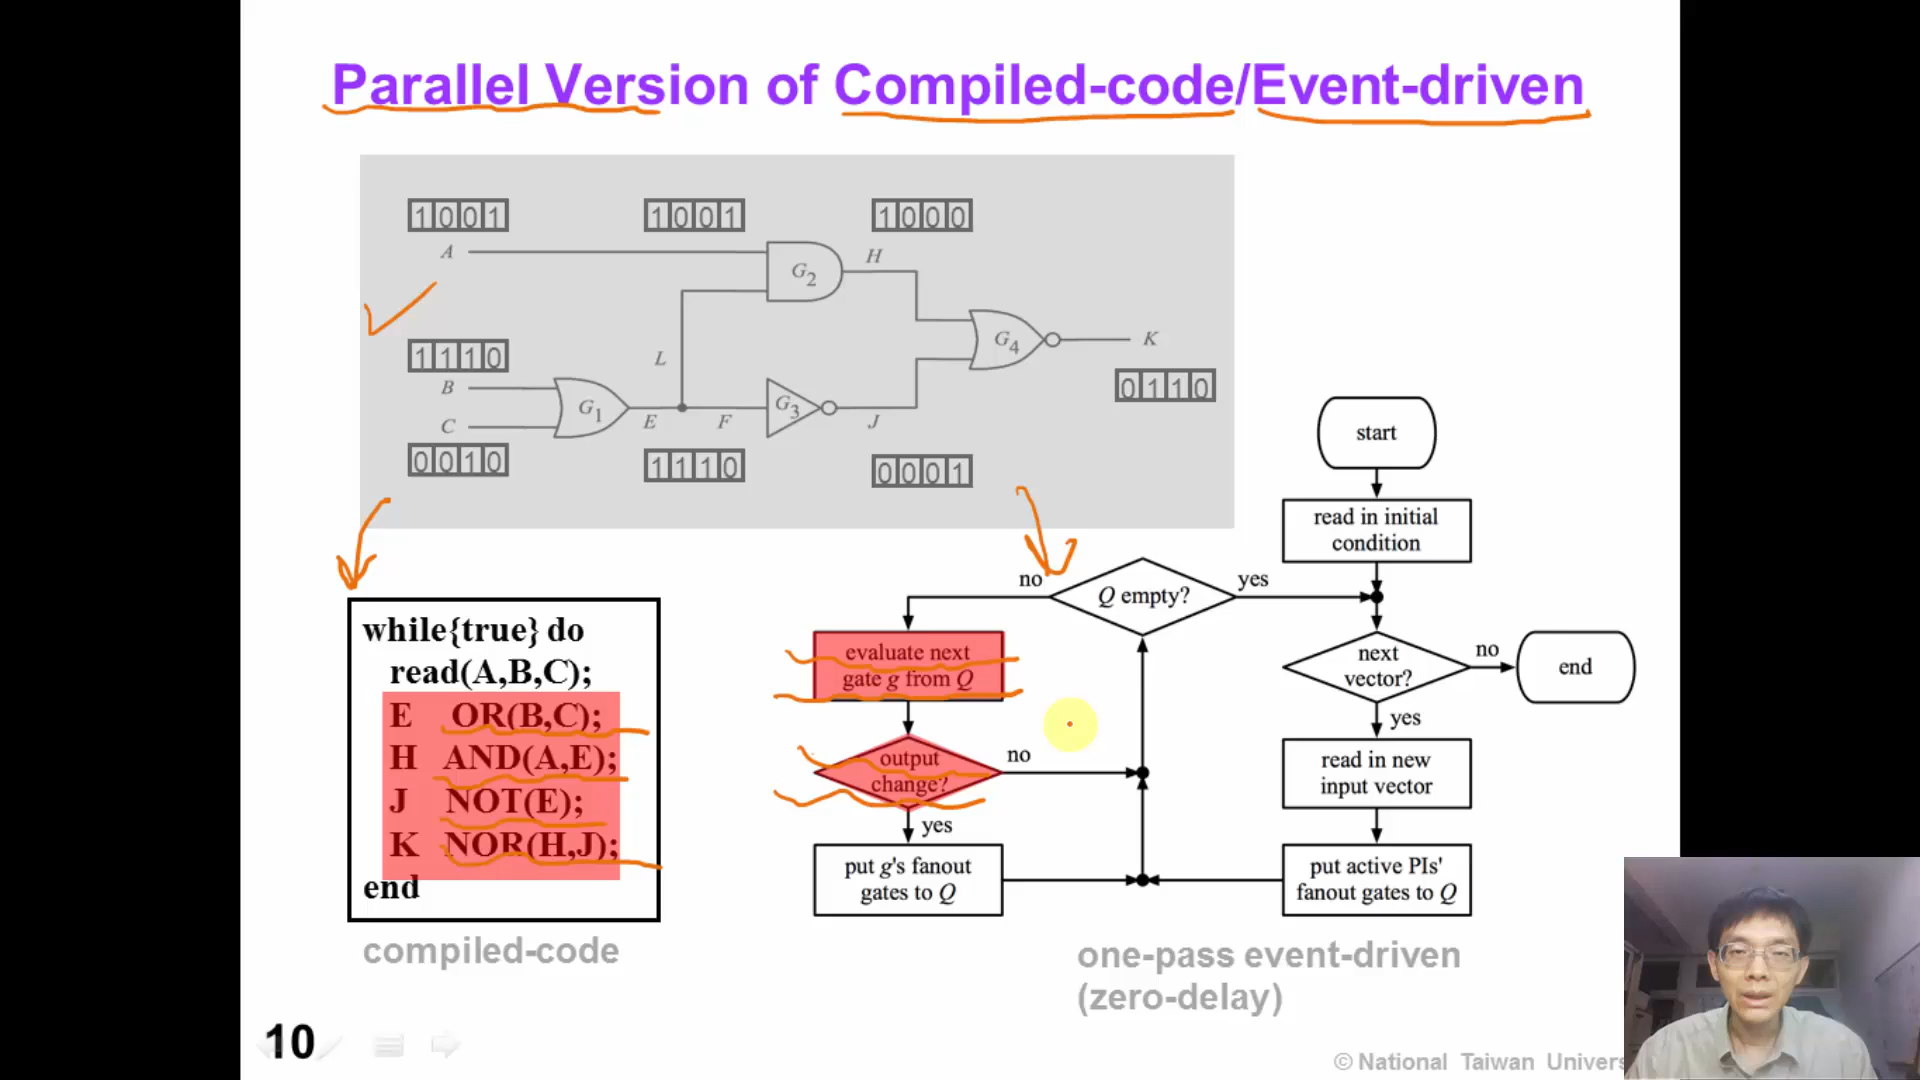 Parallel Version of Compiled-code/Event-driven
1001
1001
1000
A
G2
H
1110
B
L
G4
K
0110
C
G1
E
F
G3
J
0010
1110
0001
while{true} do
read(A,B,C);
E OR(B,C);
H AND(A,E);
J NOT(E);
K NOR(H,J);
end
compiled-code
start
read in initial
condition
no
Q empty?
yes
evaluate next
gate g from Q
next
vector?
no
end
yes
output
change?
no
yes
read in new
input vector
put g's fanout
gates to Q
put active PIs'
fanout gates to Q
one-pass event-driven
(zero-delay)
10
© National Taiwan Univers